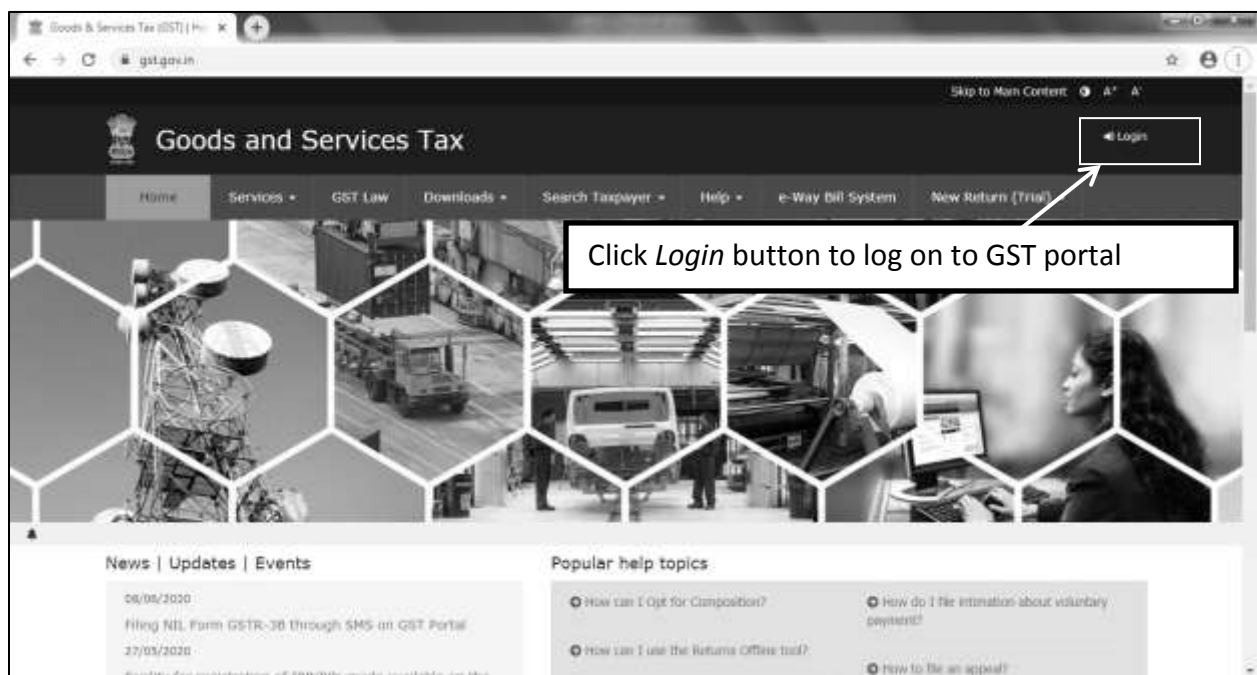 Goods & Services Tax (GST) | Ho
gst.gov.in
Skip to Main Content A+ A-
Goods and Services Tax
Login
Home Services GST Law Downloads Search Taxpayer Help e-Way Bill System New Return (Trial)
Click Login button to log on to GST portal
News | Updates | Events
Popular help topics
08/06/2020
How can I Opt for Composition?
How do I file intimation about voluntary
payment?
Filing NIL Form GSTR-3B through SMS on GST Portal
27/05/2020
How can I use the Returns Offline tool?
How to file an appeal?
made available on the